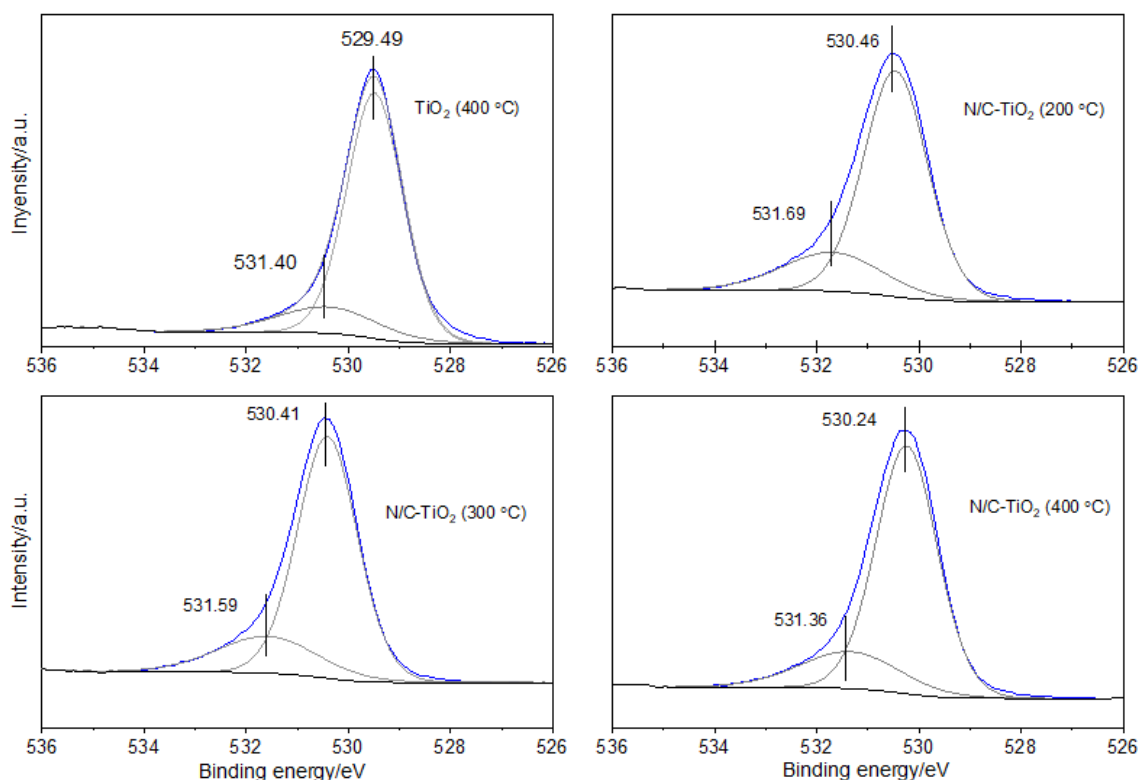 529.49
TiO₂ (400 °C)
531.40
Inyensity/a.u.
536 534 532 530 528 526
530.46
N/C-TiO₂ (200 °C)
531.69
536 534 532 530 528 526
530.41
N/C-TiO₂ (300 °C)
531.59
Intensity/a.u.
536 534 532 530 528 526
Binding energy/eV
530.24
N/C-TiO₂ (400 °C)
531.36
536 534 532 530 528 526
Binding energy/eV